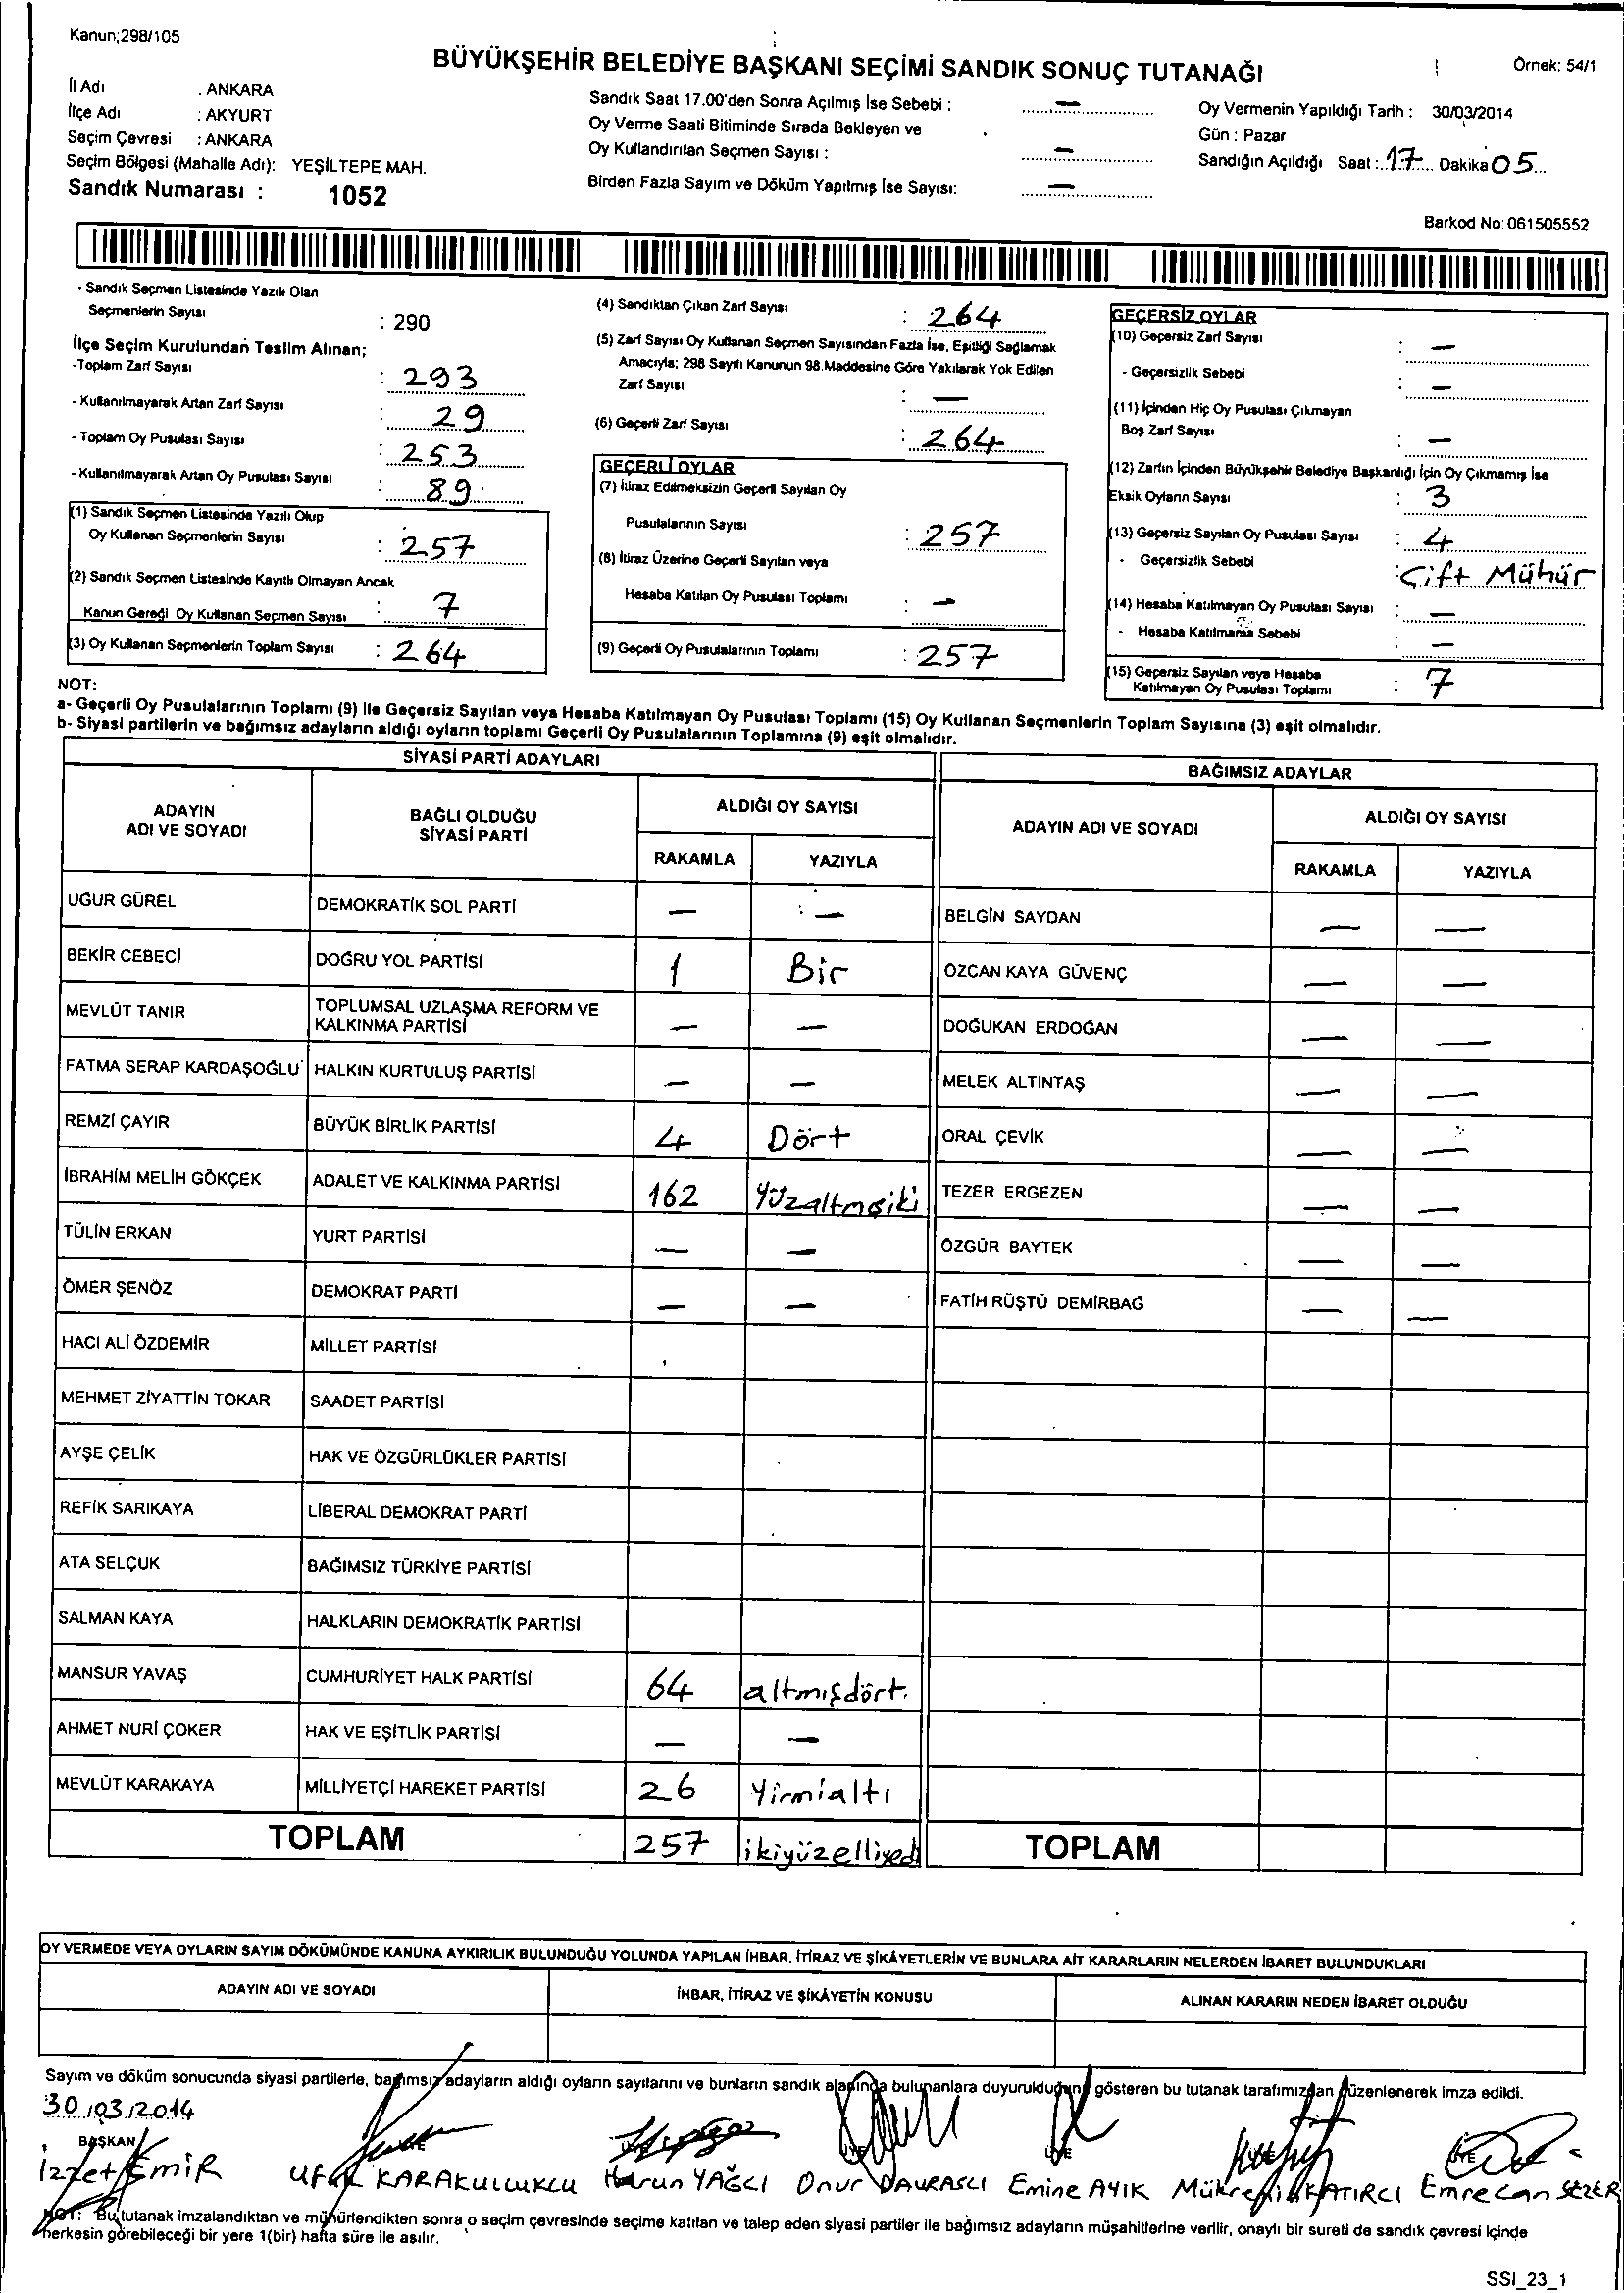 Kanun;298/105
BÜYÜKŞEHİR BELEDİYE BAŞKANI SEÇİMİ SANDIK SONUÇ TUTANAĞI
Örnek: 54/1
İl Adı : ANKARA
İlçe Adı : AKYURT
Seçim Çevresi : ANKARA
Seçim Bölgesi (Mahalle Adı): YEŞİLTEPE MAH.
Sandık Numarası : 1052
Sandık Saat 17.00'den Sonra Açılmış İse Sebebi : —
Oy Verme Saati Bitiminde Sırada Bekleyen ve
Oy Kullandırılan Seçmen Sayısı : —
Birden Fazla Sayım ve Döküm Yapılmış İse Sayısı: —
Oy Vermenin Yapıldığı Tarih : 30/03/2014
Gün : Pazar
Sandığın Açıldığı Saat : 17 Dakika 05
Barkod No: 061505552
- Sandık Seçmen Listesinde Yazılı Olan
Seçmenlerin Sayısı : 290
İlçe Seçim Kurulundan Teslim Alınan;
-Toplam Zarf Sayısı : 293
- Kullanılmayarak Artan Zarf Sayısı : 29
- Toplam Oy Pusulası Sayısı : 253
- Kullanılmayarak Artan Oy Pusulası Sayısı : 89
(1) Sandık Seçmen Listesinde Yazılı Olup
Oy Kullanan Seçmenlerin Sayısı : 257
(2) Sandık Seçmen Listesinde Kayıtlı Olmayan Ancak
Kanun Gereği Oy Kullanan Seçmen Sayısı : 7
(3) Oy Kullanan Seçmenlerin Toplam Sayısı : 264
(4) Sandıktan Çıkan Zarf Sayısı : 264
(5) Zarf Sayısı Oy Kullanan Seçmen Sayısından Fazla İse, Eşitliği Sağlamak
Amacıyla; 298 Sayılı Kanunun 98.Maddesine Göre Yakılarak Yok Edilen
Zarf Sayısı : —
(6) Geçerli Zarf Sayısı : 264
GEÇERLİ OYLAR
(7) İtiraz Edilmeksizin Geçerli Sayılan Oy
Pusulalarının Sayısı : 257
(8) İtiraz Üzerine Geçerli Sayılan veya
Hesaba Katılan Oy Pusulası Toplamı : —
(9) Geçerli Oy Pusulalarının Toplamı : 257
GEÇERSİZ OYLAR
(10) Geçersiz Zarf Sayısı : —
- Geçersizlik Sebebi : —
(11) İçinden Hiç Oy Pusulası Çıkmayan
Boş Zarf Sayısı : —
(12) Zarfın İçinden Büyükşehir Belediye Başkanlığı İçin Oy Çıkmamış İse
Eksik Oyların Sayısı : 3
(13) Geçersiz Sayılan Oy Pusulası Sayısı : 4
- Geçersizlik Sebebi : Çift Mühür
(14) Hesaba Katılmayan Oy Pusulası Sayısı : —
- Hesaba Katılmama Sebebi : —
(15) Geçersiz Sayılan veya Hesaba
Katılmayan Oy Pusulası Toplamı : 7
NOT:
a- Geçerli Oy Pusulalarının Toplamı (9) ile Geçersiz Sayılan veya Hesaba Katılmayan Oy Pusulası Toplamı (15) Oy Kullanan Seçmenlerin Toplam Sayısına (3) eşit olmalıdır.
b- Siyasi partilerin ve bağımsız adayların aldığı oyların toplamı Geçerli Oy Pusulalarının Toplamına (9) eşit olmalıdır.
SİYASİ PARTİ ADAYLARI
ADAYIN ADI VE SOYADI BAĞLI OLDUĞU SİYASİ PARTİ ALDIĞI OY SAYISI
RAKAMLA YAZIYLA
UĞUR GÜREL DEMOKRATİK SOL PARTİ — —
BEKİR CEBECİ DOĞRU YOL PARTİSİ 1 Bir
MEVLÜT TANIR TOPLUMSAL UZLAŞMA REFORM VE KALKINMA PARTİSİ — —
FATMA SERAP KARDAŞOĞLU HALKIN KURTULUŞ PARTİSİ — —
REMZİ ÇAYIR BÜYÜK BİRLİK PARTİSİ 4 Dört
İBRAHİM MELİH GÖKÇEK ADALET VE KALKINMA PARTİSİ 162 Yüzaltmışiki
TÜLİN ERKAN YURT PARTİSİ — —
ÖMER ŞENÖZ DEMOKRAT PARTİ — —
HACI ALİ ÖZDEMİR MİLLET PARTİSİ
MEHMET ZİYATTİN TOKAR SAADET PARTİSİ
AYŞE ÇELİK HAK VE ÖZGÜRLÜKLER PARTİSİ
REFİK SARIKAYA LİBERAL DEMOKRAT PARTİ
ATA SELÇUK BAĞIMSIZ TÜRKİYE PARTİSİ
SALMAN KAYA HALKLARIN DEMOKRATİK PARTİSİ
MANSUR YAVAŞ CUMHURİYET HALK PARTİSİ 64 altmışdört.
AHMET NURİ ÇOKER HAK VE EŞİTLİK PARTİSİ — —
MEVLÜT KARAKAYA MİLLİYETÇİ HAREKET PARTİSİ 26 Yirmialtı
TOPLAM 257 ikiyüzelliyedi
BAĞIMSIZ ADAYLAR
ADAYIN ADI VE SOYADI ALDIĞI OY SAYISI
RAKAMLA YAZIYLA
BELGİN SAYDAN — —
ÖZCAN KAYA GÜVENÇ — —
DOĞUKAN ERDOĞAN — —
MELEK ALTINTAŞ — —
ORAL ÇEVİK — —
TEZER ERGEZEN — —
ÖZGÜR BAYTEK — —
FATİH RÜŞTÜ DEMİRBAĞ — —
TOPLAM
OY VERMEDE VEYA OYLARIN SAYIM DÖKÜMÜNDE KANUNA AYKIRILIK BULUNDUĞU YOLUNDA YAPILAN İHBAR, İTİRAZ VE ŞİKÂYETLERİN VE BUNLARA AİT KARARLARIN NELERDEN İBARET BULUNDUKLARI
ADAYIN ADI VE SOYADI İHBAR, İTİRAZ VE ŞİKÂYETİN KONUSU ALINAN KARARIN NEDEN İBARET OLDUĞU
Sayım ve döküm sonucunda siyasi partilerle, bağımsız adayların aldığı oyların sayılarını ve bunların sandık alanında bulunanlara duyurulduğunu gösteren bu tutanak tarafımızdan düzenlenerek imza edildi.
30/03/2014
BAŞKAN ÜYE ÜYE ÜYE ÜYE ÜYE ÜYE
İzzet EMİR Ufuk KARAKULLUKLU Harun YAĞCI Onur DAVRASLI Emine AYIK Mükremin KATIRCI Emrecan SEZER
NOT: Bu tutanak imzalandıktan ve mühürlendikten sonra o seçim çevresinde seçime katılan ve talep eden siyasi partiler ile bağımsız adayların müşahitlerine verilir, onaylı bir sureti de sandık çevresi içinde
herkesin görebileceği bir yere 1(bir) hafta süre ile asılır.
SSI_23_1